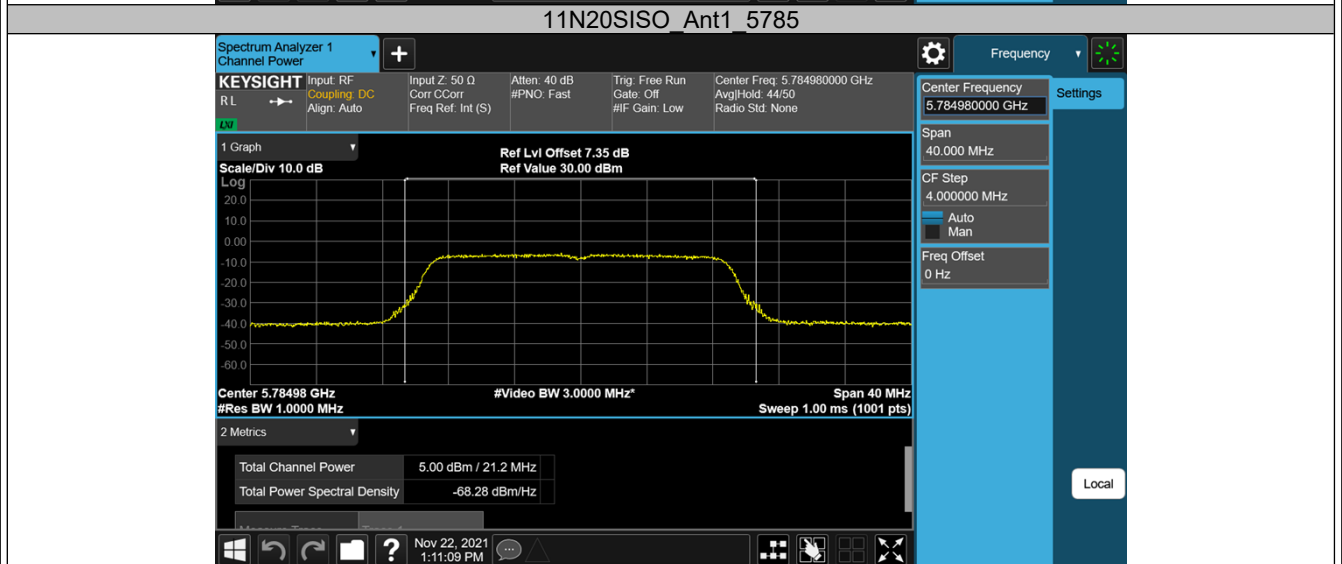 11N20SISO_Ant1_5785
Spectrum Analyzer 1
Channel Power
+
Frequency
KEYSIGHT
R L
LXI
Input: RF
Coupling: DC
Align: Auto
Input Z: 50 Ω
Corr CCorr
Freq Ref: Int (S)
Atten: 40 dB
#PNO: Fast
Trig: Free Run
Gate: Off
#IF Gain: Low
Center Freq: 5.784980000 GHz
Avg|Hold: 44/50
Radio Std: None
Center Frequency
5.784980000 GHz
Settings
Span
40.000 MHz
CF Step
4.000000 MHz
Auto
Man
Freq Offset
0 Hz
1 Graph
Scale/Div 10.0 dB
Ref Lvl Offset 7.35 dB
Ref Value 30.00 dBm
Log
20.0
10.0
0.00
-10.0
-20.0
-30.0
-40.0
-50.0
-60.0
Center 5.78498 GHz
#Video BW 3.0000 MHz*
Span 40 MHz
#Res BW 1.0000 MHz
Sweep 1.00 ms (1001 pts)
2 Metrics
Total Channel Power 5.00 dBm / 21.2 MHz
Total Power Spectral Density -68.28 dBm/Hz
Local
?
Nov 22, 2021
1:11:09 PM